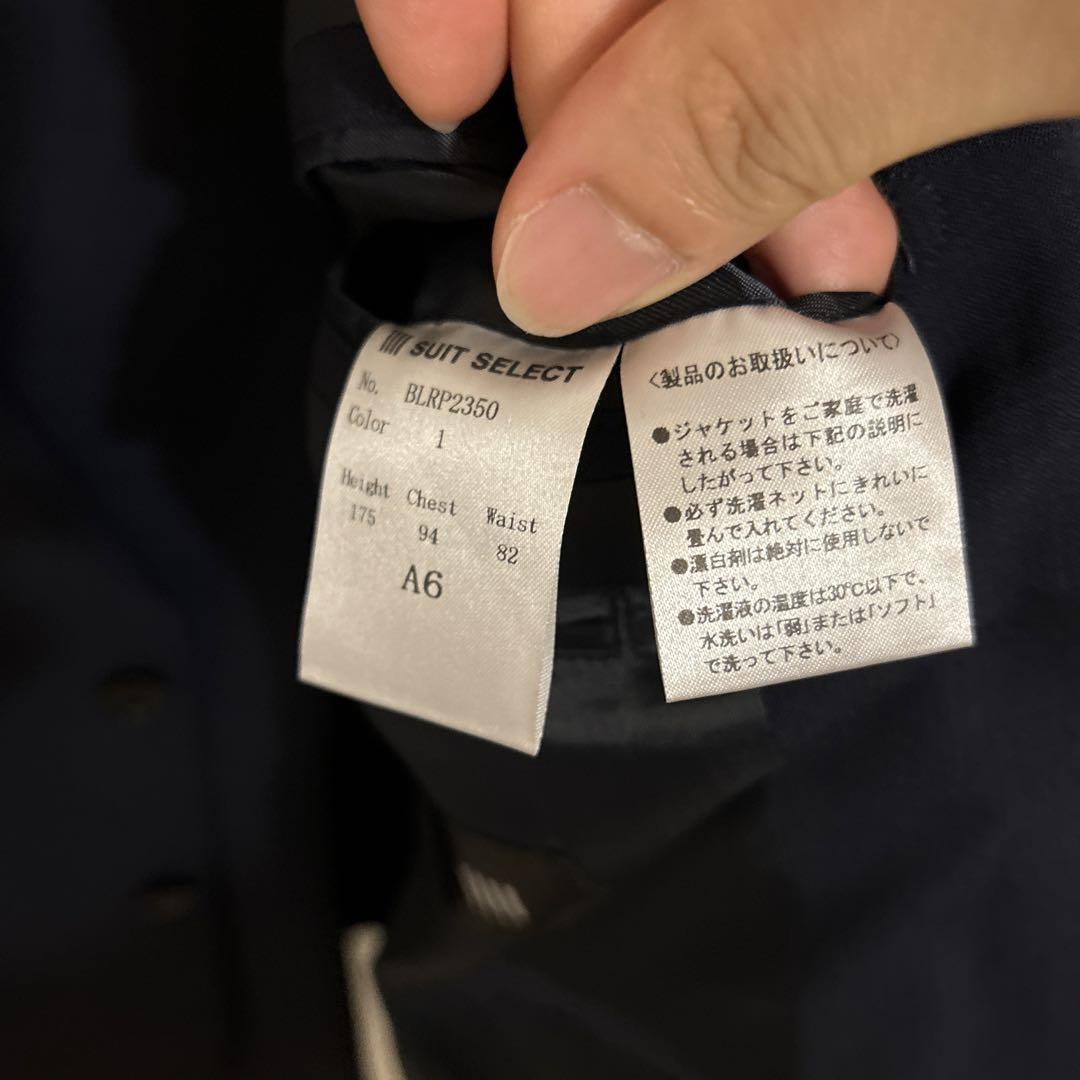 SUIT SELECT
No. BLRP2350
Color 1
Height Chest Waist
175 94 82
A6
〈製品のお取扱いについて〉
●ジャケットをご家庭で洗濯
される場合は下記の説明に
したがって下さい。
●必ず洗濯ネットにきれいに
畳んで入れてください。
●漂白剤は絶対に使用しないで
下さい。
●洗濯液の温度は30℃以下で、
水洗いは「弱」または「ソフト」
で洗って下さい。